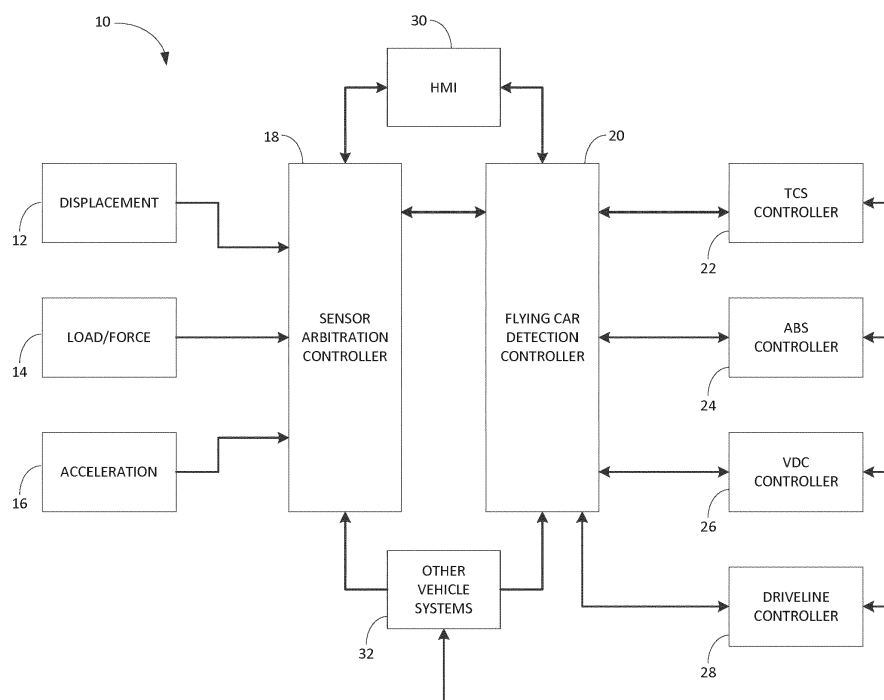 10
30
HMI
18
20
DISPLACEMENT
12
TCS
CONTROLLER
22
LOAD/FORCE
14
SENSOR
ARBITRATION
CONTROLLER
FLYING CAR
DETECTION
CONTROLLER
ABS
CONTROLLER
24
ACCELERATION
16
VDC
CONTROLLER
26
OTHER
VEHICLE
SYSTEMS
32
DRIVELINE
CONTROLLER
28